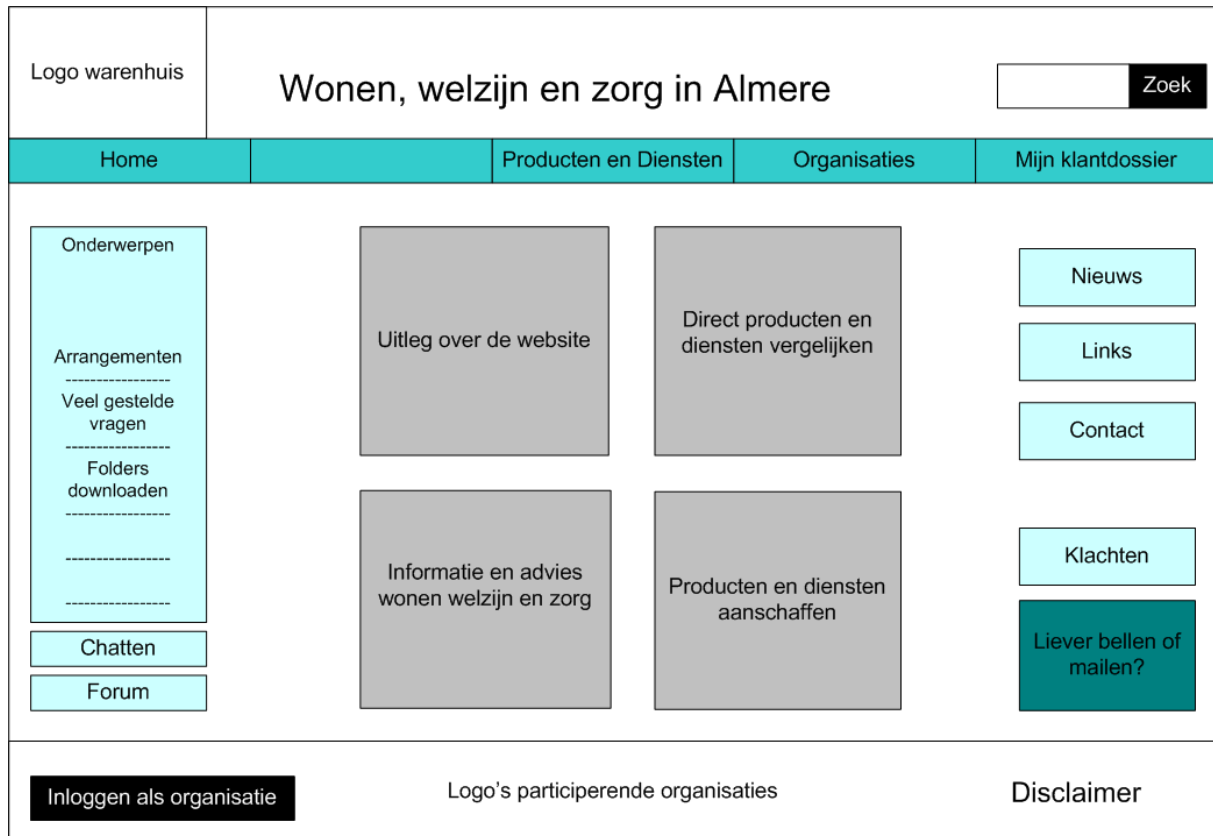 Logo warenhuis
Wonen, welzijn en zorg in Almere
Zoek
Home
Producten en Diensten
Organisaties
Mijn klantdossier
Onderwerpen
Arrangementen
-----------------
Veel gestelde
vragen
-----------------
Folders
downloaden
-----------------
-----------------
-----------------
Chatten
Forum
Uitleg over de website
Direct producten en
diensten vergelijken
Informatie en advies
wonen welzijn en zorg
Producten en diensten
aanschaffen
Nieuws
Links
Contact
Klachten
Liever bellen of
mailen?
Inloggen als organisatie
Logo's participerende organisaties
Disclaimer